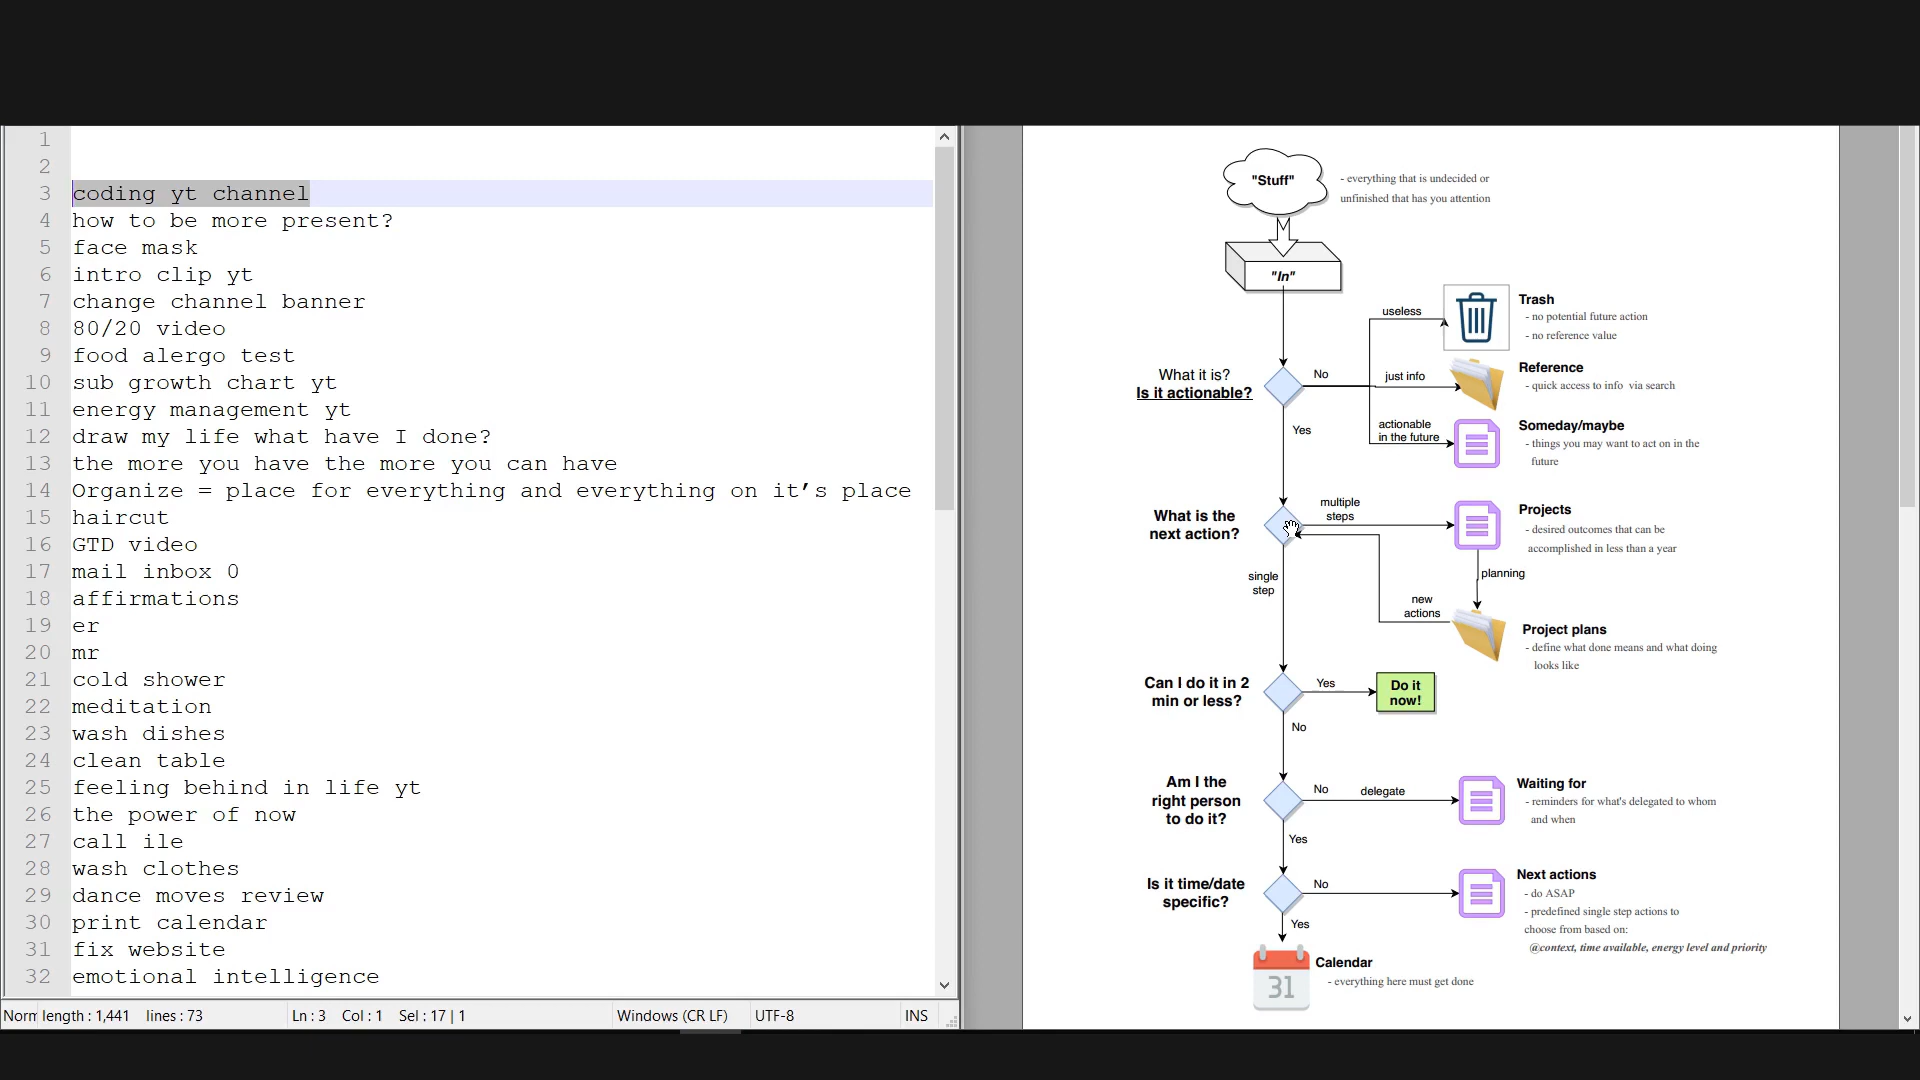 1
2
3 coding yt channel
4 how to be more present?
5 face mask
6 intro clip yt
7 change channel banner
8 80/20 video
9 food alergo test
10 sub growth chart yt
11 energy management yt
12 draw my life what have I done?
13 the more you have the more you can have
14 Organize = place for everything and everything on it’s place
15 haircut
16 GTD video
17 mail inbox 0
18 affirmations
19 er
20 mr
21 cold shower
22 meditation
23 wash dishes
24 clean table
25 feeling behind in life yt
26 the power of now
27 call ile
28 wash clothes
29 dance moves review
30 print calendar
31 fix website
32 emotional intelligence
Norm length : 1,441 lines : 73 Ln : 3 Col : 1 Sel : 17 | 1 Windows (CR LF) UTF-8 INS
"Stuff"
- everything that is undecided or
unfinished that has you attention
"In"
useless
Trash
- no potential future action
- no reference value
What it is?
Is it actionable?
No
just info
Reference
- quick access to info via search
actionable
in the future
Someday/maybe
- things you may want to act on in the
future
Yes
What is the
next action?
multiple
steps
Projects
- desired outcomes that can be
accomplished in less than a year
planning
single
step
new
actions
Project plans
- define what done means and what doing
looks like
Can I do it in 2
min or less?
Yes
Do it
now!
No
Am I the
right person
to do it?
No
delegate
Waiting for
- reminders for what's delegated to whom
and when
Yes
Is it time/date
specific?
No
Next actions
- do ASAP
- predefined single step actions to
choose from based on:
@context, time available, energy level and priority
Yes
31
Calendar
- everything here must get done